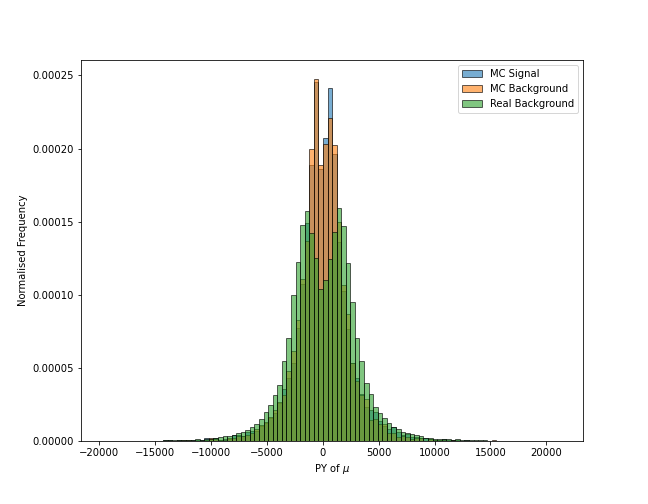 MC Signal
MC Background
Real Background
Normalised Frequency
0.00025
0.00020
0.00015
0.00010
0.00005
0.00000
−20000 −15000 −10000 −5000 0 5000 10000 15000 20000
PY of μ